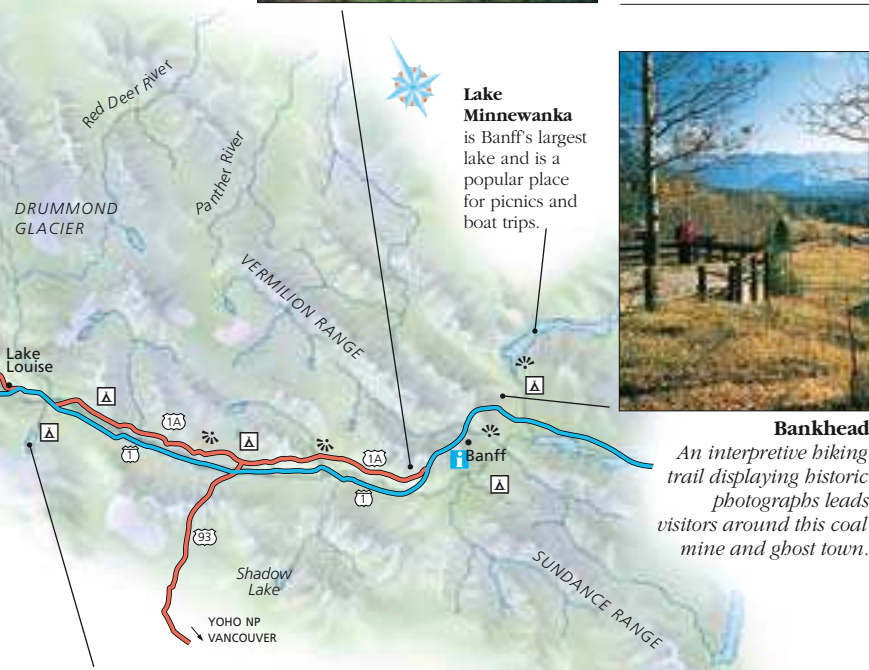 Red Deer River
Panther River
DRUMMOND
GLACIER
VERMILION RANGE
Lake
Minnewanka
is Banff's largest
lake and is a
popular place
for picnics and
boat trips.
Lake
Louise
1A
1
1A
1
i
Banff
93
Shadow
Lake
YOHO NP
VANCOUVER
SUNDANCE RANGE
Bankhead
An interpretive hiking
trail displaying historic
photographs leads
visitors around this coal
mine and ghost town.